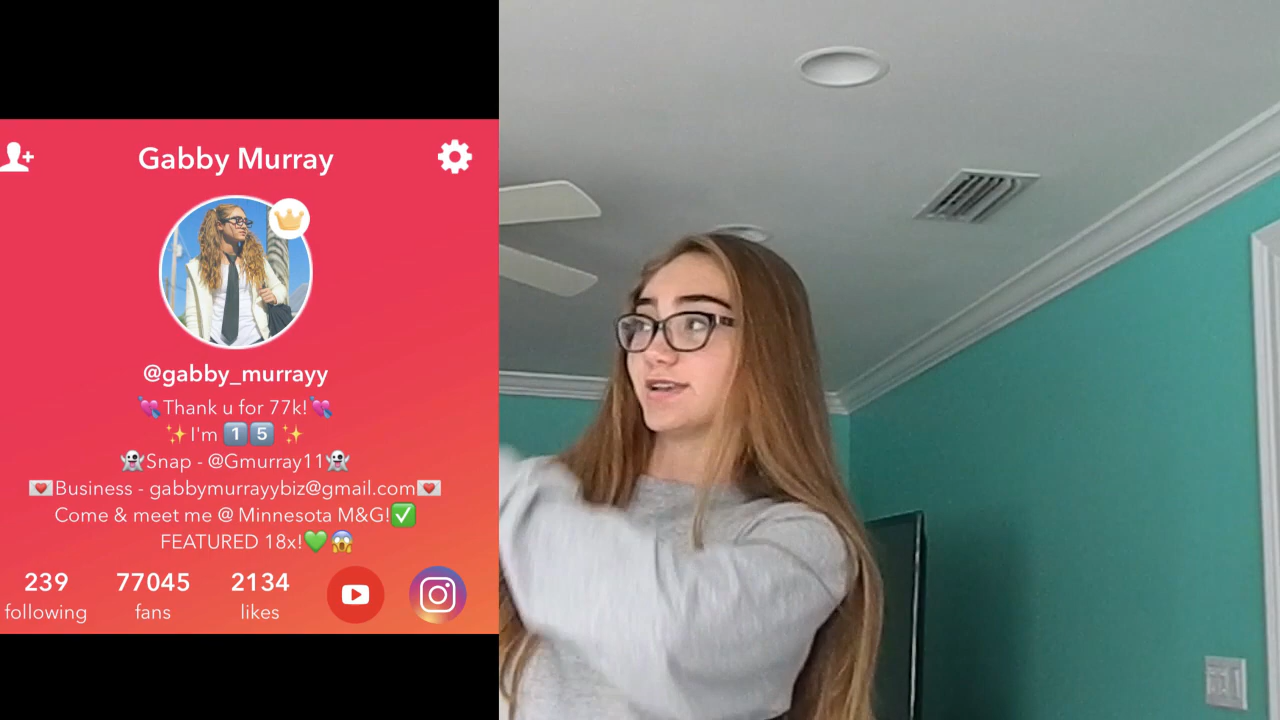 Gabby Murray
@gabby_murrayy
💘Thank u for 77k!💘
✨I'm 1️⃣5️⃣ ✨
👻Snap - @Gmurray11👻
💌Business - gabbymurrayybiz@gmail.com💌
Come & meet me @ Minnesota M&G!✅
FEATURED 18x!💚😱
239 77045 2134
following fans likes